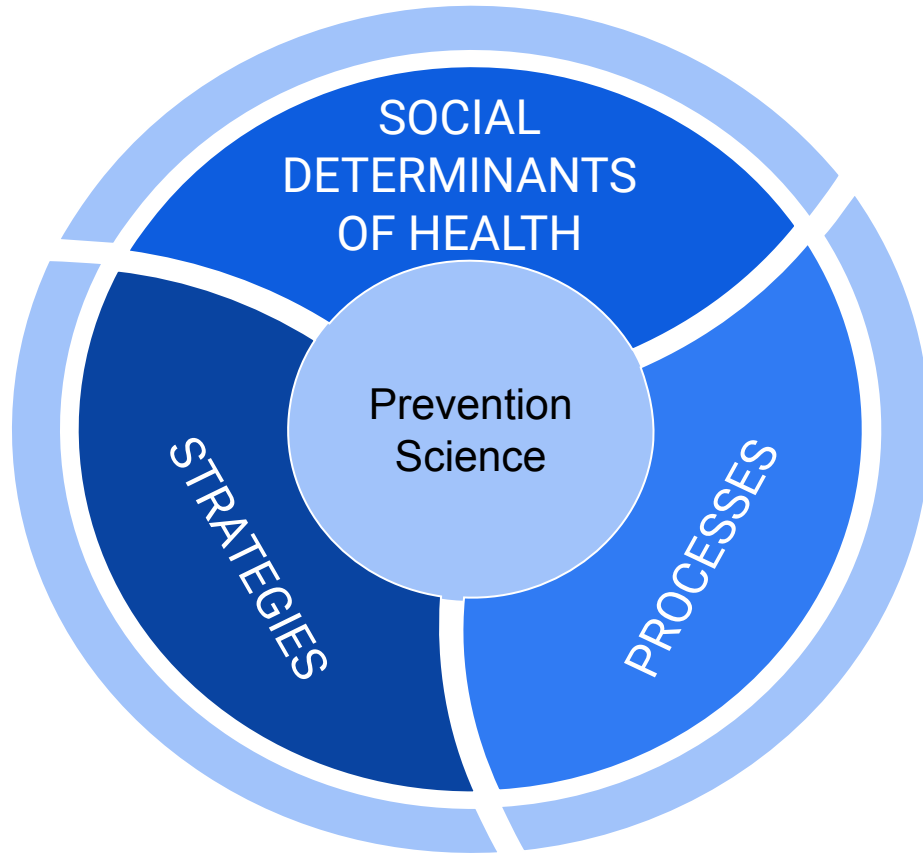 SOCIAL
DETERMINANTS
OF HEALTH
Prevention
Science
STRATEGIES
PROCESSES